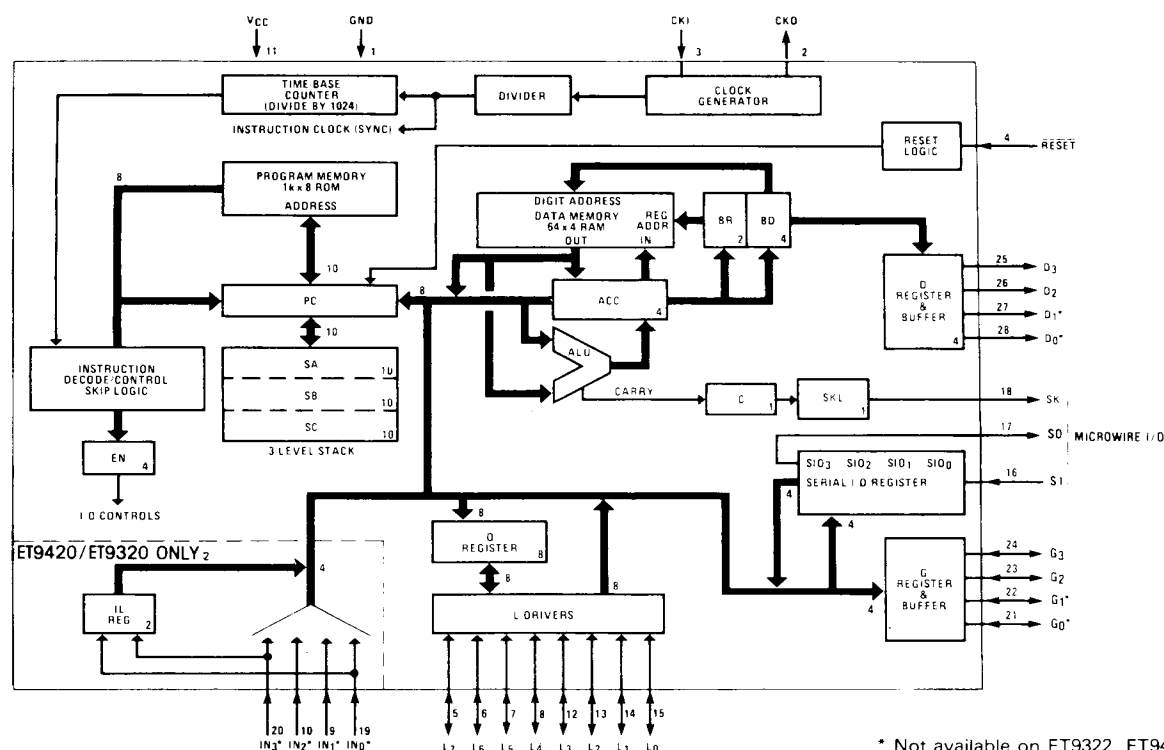 VCC
GND
CKI
CKO
11
1
3
2
TIME BASE
COUNTER
(DIVIDE BY 1024)
DIVIDER
CLOCK
GENERATOR
INSTRUCTION CLOCK (SYNC)
RESET
LOGIC
4
RESET
8
PROGRAM MEMORY
1k x 8 ROM
ADDRESS
DIGIT ADDRESS
DATA MEMORY
64 x 4 RAM
OUT
REG
ADDR
IN
BR
2
BD
4
10
PC
8
ACC
4
D
REGISTER
&
BUFFER
4
25 D3
26 D2
27 D1*
28 D0*
10
INSTRUCTION
DECODE/CONTROL
SKIP LOGIC
SA
10
SB
10
SC
10
3 LEVEL STACK
ALU
CARRY
C
1
SKL
1
18 SK
17 SO
MICROWIRE I/O
16 SI
EN
4
I O CONTROLS
SIO3 SIO2 SIO1 SIO0
SERIAL I O REGISTER
4
4
ET9420/ET9320 ONLY 2
8
Q
REGISTER
8
8
8
4
IL
REG
2
L DRIVERS
G
REGISTER
&
BUFFER
4
24 G3
23 G2
22 G1*
21 G0*
20 10 9 19
IN3* IN2* IN1* IN0*
5 6 7 8 12 13 14 15
L7 L6 L5 L4 L3 L2 L1 L0
* Not available on ET9322, ET94